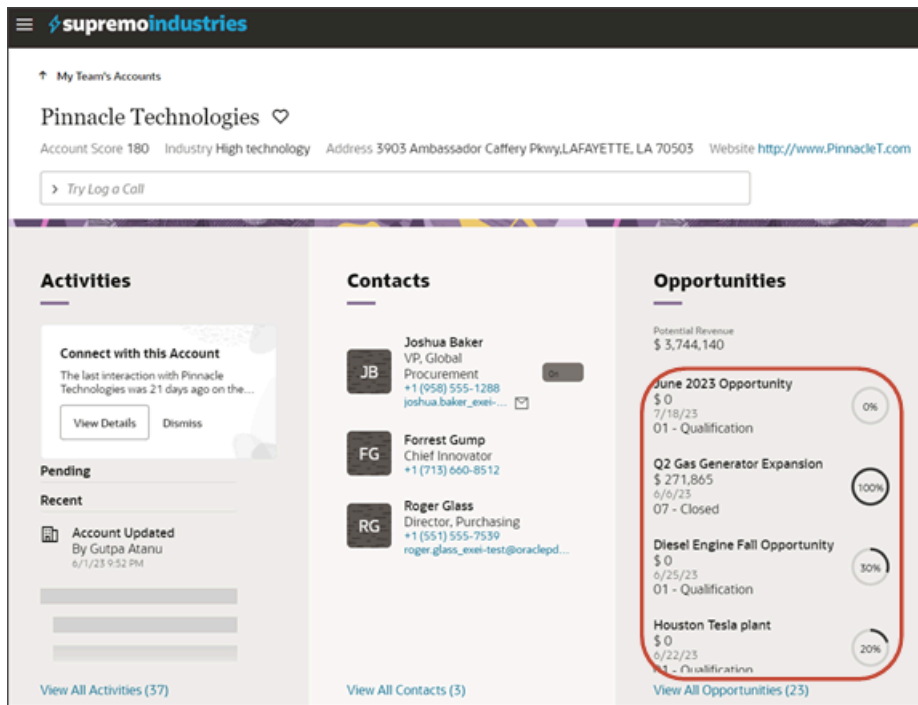 supremoindustries
My Team's Accounts
Pinnacle Technologies
Account Score 180 Industry High technology Address 3903 Ambassador Caffery Pkwy,LAFAYETTE, LA 70503 Website http://www.PinnacleT.com
Try Log a Call
Activities
Connect with this Account
The last interaction with Pinnacle
Technologies was 21 days ago on the...
View Details Dismiss
Pending
Recent
Account Updated
By Gutpa Atanu
6/1/23 9:52 PM
View All Activities (37)
Contacts
JB
Joshua Baker
VP, Global
Procurement
+1 (958) 555-1288
joshua.baker_exei-...
FG
Forrest Gump
Chief Innovator
+1 (713) 660-8512
RG
Roger Glass
Director, Purchasing
+1 (551) 555-7539
roger.glass_exei-test@oraclepd...
View All Contacts (3)
Opportunities
Potential Revenue
$ 3,744,140
June 2023 Opportunity
$ 0
7/18/23
01 - Qualification
0%
Q2 Gas Generator Expansion
$ 271,865
6/6/23
07 - Closed
100%
Diesel Engine Fall Opportunity
$ 0
6/25/23
01 - Qualification
30%
Houston Tesla plant
$ 0
6/22/23
01 - Qualification
20%
View All Opportunities (23)